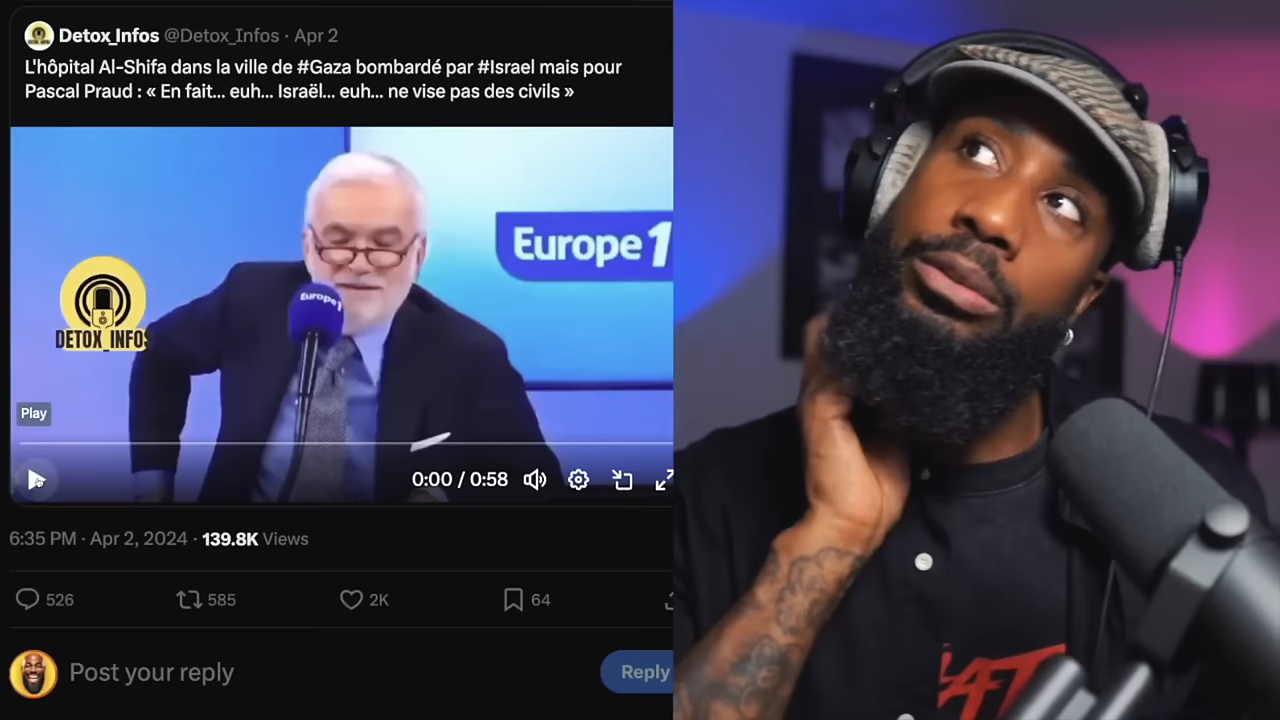 Detox_Infos @Detox_Infos · Apr 2
L'hôpital Al-Shifa dans la ville de #Gaza bombardé par #Israel mais pour
Pascal Praud : « En fait... euh... Israël... euh... ne vise pas des civils »
Europe 1
Europe 1
DETOX_INFOS
Play
0:00 / 0:58
6:35 PM · Apr 2, 2024 · 139.8K Views
526 585 2K 64
Post your reply
Reply